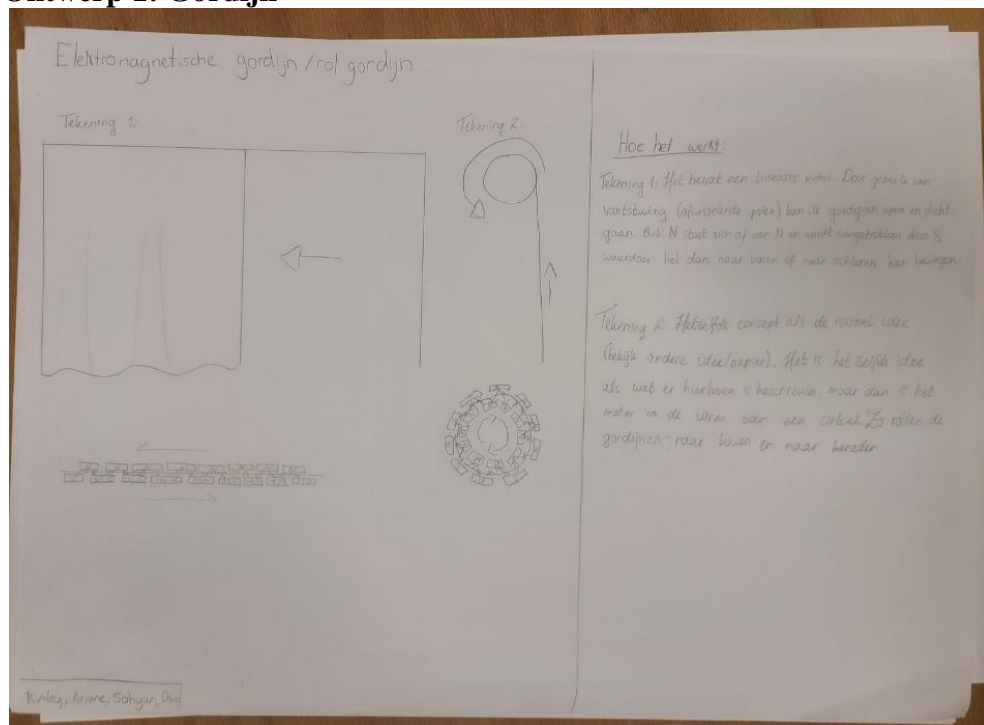 Elektromagnetische gordijn / rol gordijn
Tekening 1:
Tekening 2:
Hoe het werkt:
Tekening 1: Het bevat een lineaire motor. Door gebruik van
voortstuwing (afwisselende polen) kan de gordijnen open en dicht
gaan. Bijv. N stoot zich af van N en wordt aangetrokken door S,
waardoor het dan naar voren of naar achteren kan bewegen
Tekening 2: Hetzelfde concept als de rolstoel idee
(bekijk andere idee/papier). Het is het zelfde idee
als wat er hierboven is beschreven, maar dan is het
motor in de vorm van een cirkel. Zo rollen de
gordijnen naar boven en naar beneden
Kinley, Ariane, Sohyun,